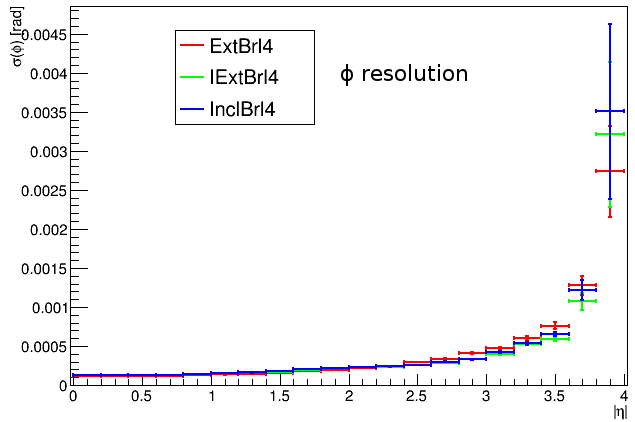 σ(ϕ) [rad]
ExtBrl4
IExtBrl4
InclBrl4
ϕ resolution
0.0045
0.004
0.0035
0.003
0.0025
0.002
0.0015
0.001
0.0005
0
0 0.5 1 1.5 2 2.5 3 3.5 4
|η|